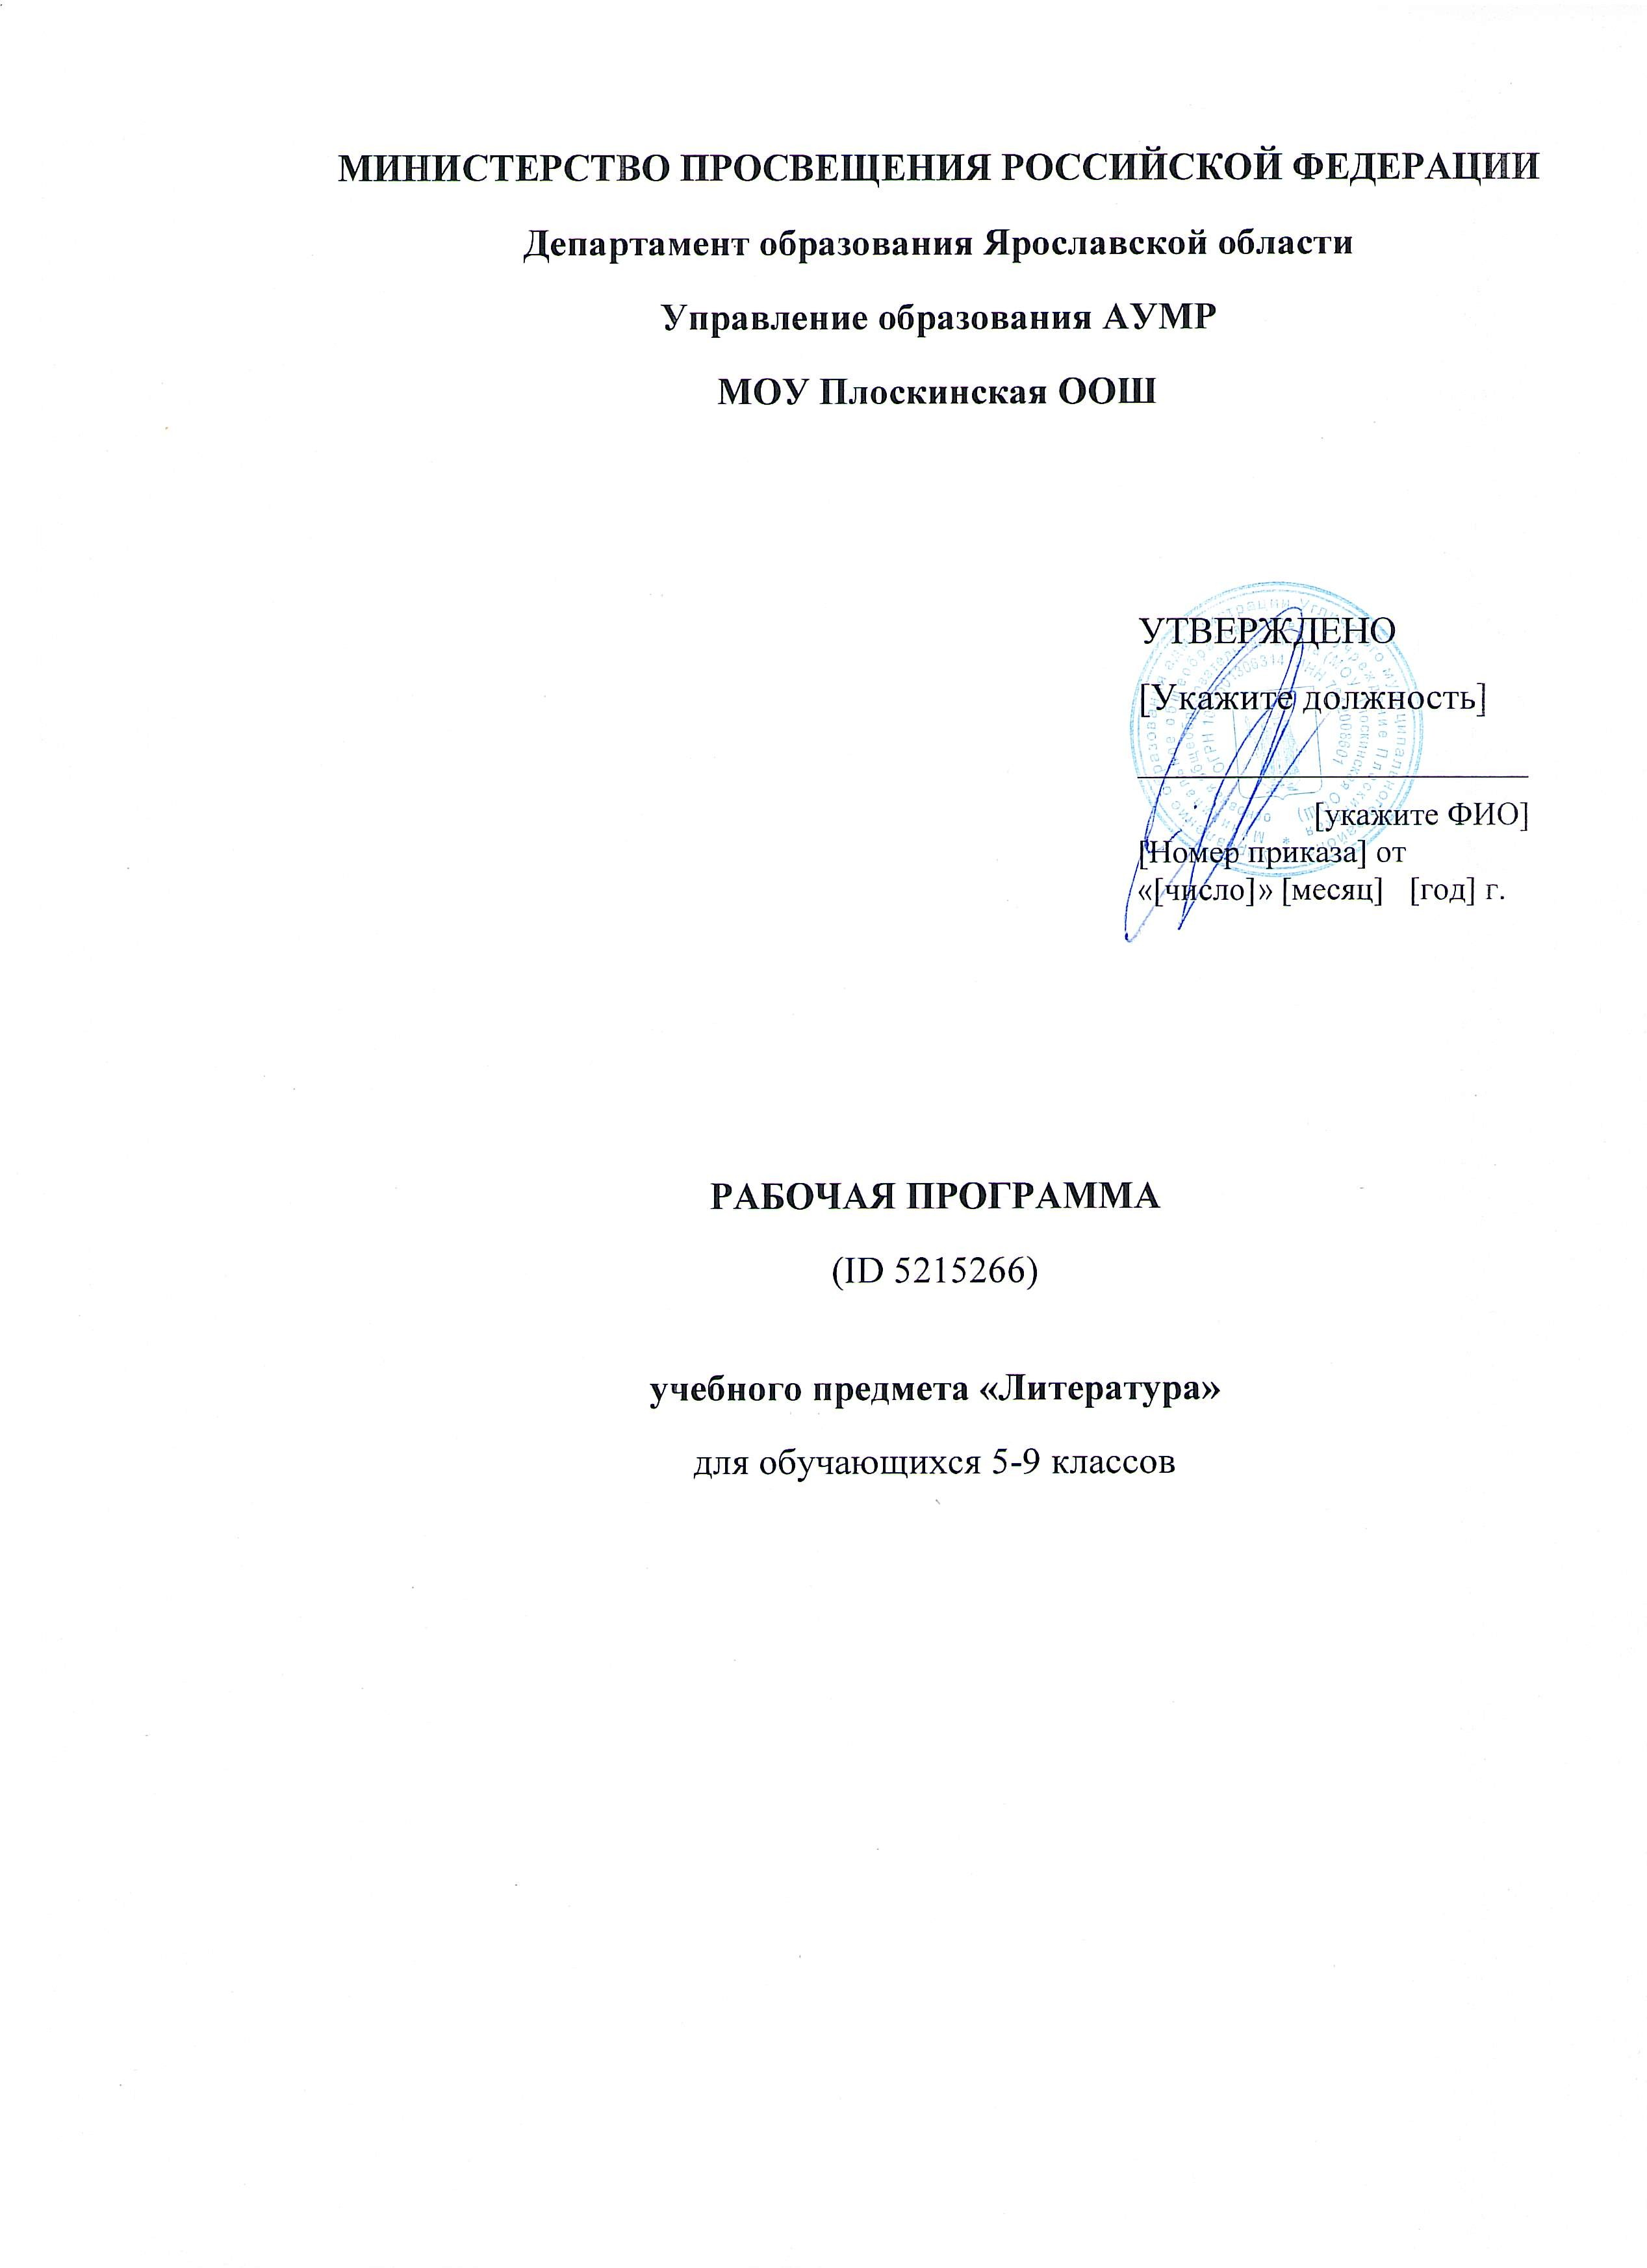 МИНИСТЕРСТВО ПРОСВЕЩЕНИЯ РОССИЙСКОЙ ФЕДЕРАЦИИ
Департамент образования Ярославской области
Управление образования АУМР
МОУ Плоскинская ООШ
УТВЕРЖДЕНО
[Укажите должность]
[укажите ФИО]
[Номер приказа] от
«[число]» [месяц] [год] г.
РАБОЧАЯ ПРОГРАММА
(ID 5215266)
учебного предмета «Литература»
для обучающихся 5-9 классов